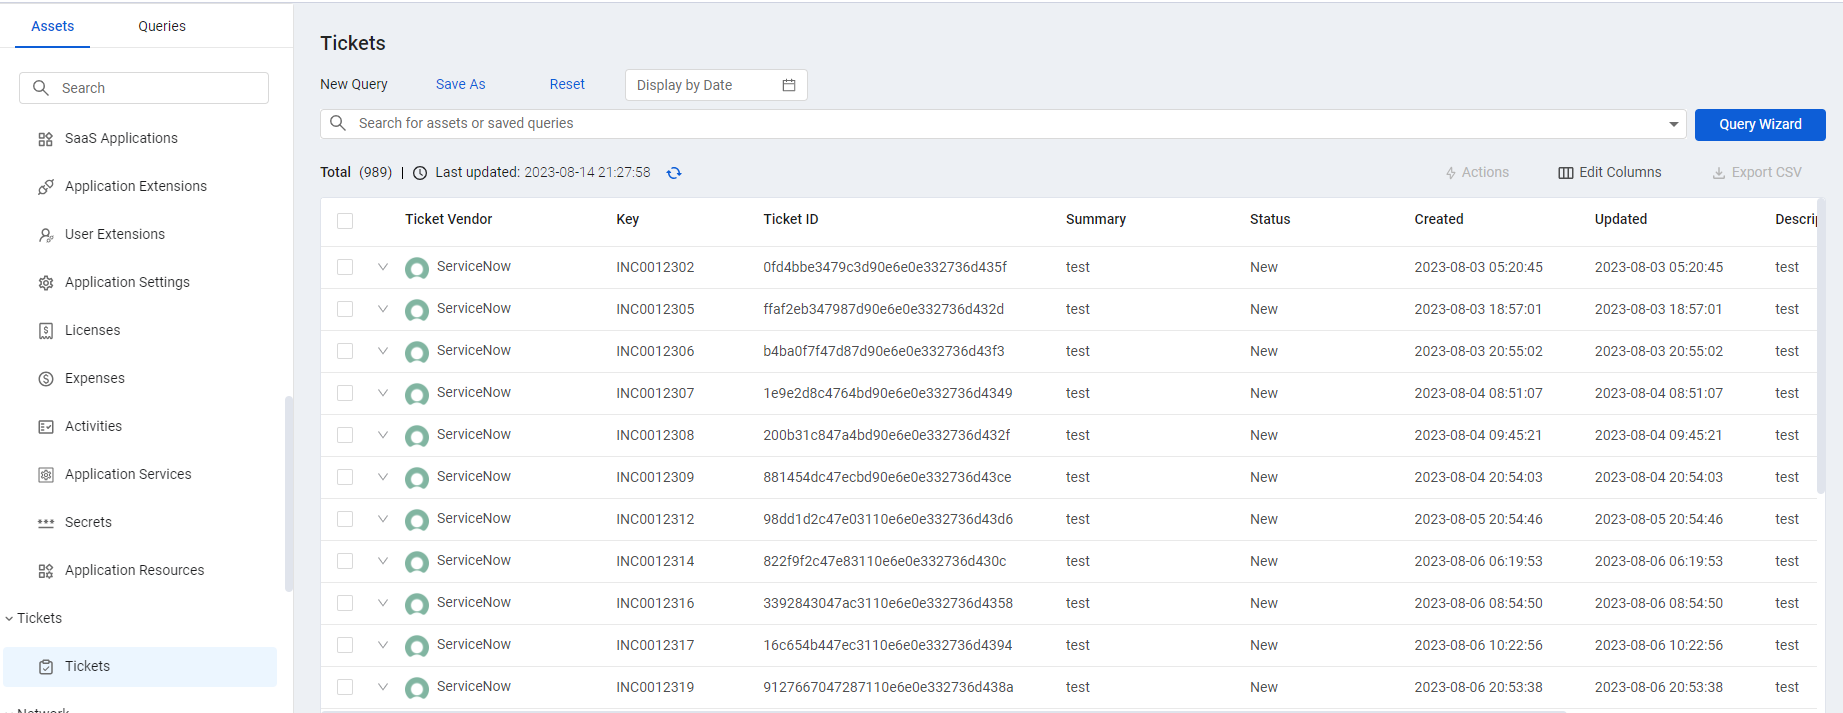 Assets Queries
Search
SaaS Applications
Application Extensions
User Extensions
Application Settings
Licenses
Expenses
Activities
Application Services
Secrets
Application Resources
Tickets
Tickets
Network
Tickets
New Query Save As Reset Display by Date
Search for assets or saved queries Query Wizard
Total (989) | Last updated: 2023-08-14 21:27:58 Actions Edit Columns Export CSV
Ticket Vendor Key Ticket ID Summary Status Created Updated Descrip
ServiceNow INC0012302 0fd4bbe3479c3d90e6e0e332736d435f test New 2023-08-03 05:20:45 2023-08-03 05:20:45 test
ServiceNow INC0012305 ffaf2eb347987d90e6e0e332736d432d test New 2023-08-03 18:57:01 2023-08-03 18:57:01 test
ServiceNow INC0012306 b4ba0f7f47d87d90e6e0e332736d43f3 test New 2023-08-03 20:55:02 2023-08-03 20:55:02 test
ServiceNow INC0012307 1e9e2d8c4764bd90e6e0e332736d4349 test New 2023-08-04 08:51:07 2023-08-04 08:51:07 test
ServiceNow INC0012308 200b31c847a4bd90e6e0e332736d432f test New 2023-08-04 09:45:21 2023-08-04 09:45:21 test
ServiceNow INC0012309 881454dc47ecbd90e6e0e332736d43ce test New 2023-08-04 20:54:03 2023-08-04 20:54:03 test
ServiceNow INC0012312 98dd1d2c47e03110e6e0e332736d43d6 test New 2023-08-05 20:54:46 2023-08-05 20:54:46 test
ServiceNow INC0012314 822f9f2c47e83110e6e0e332736d430c test New 2023-08-06 06:19:53 2023-08-06 06:19:53 test
ServiceNow INC0012316 3392843047ac3110e6e0e332736d4358 test New 2023-08-06 08:54:50 2023-08-06 08:54:50 test
ServiceNow INC0012317 16c654b447ec3110e6e0e332736d4394 test New 2023-08-06 10:22:56 2023-08-06 10:22:56 test
ServiceNow INC0012319 9127667047287110e6e0e332736d438a test New 2023-08-06 20:53:38 2023-08-06 20:53:38 test